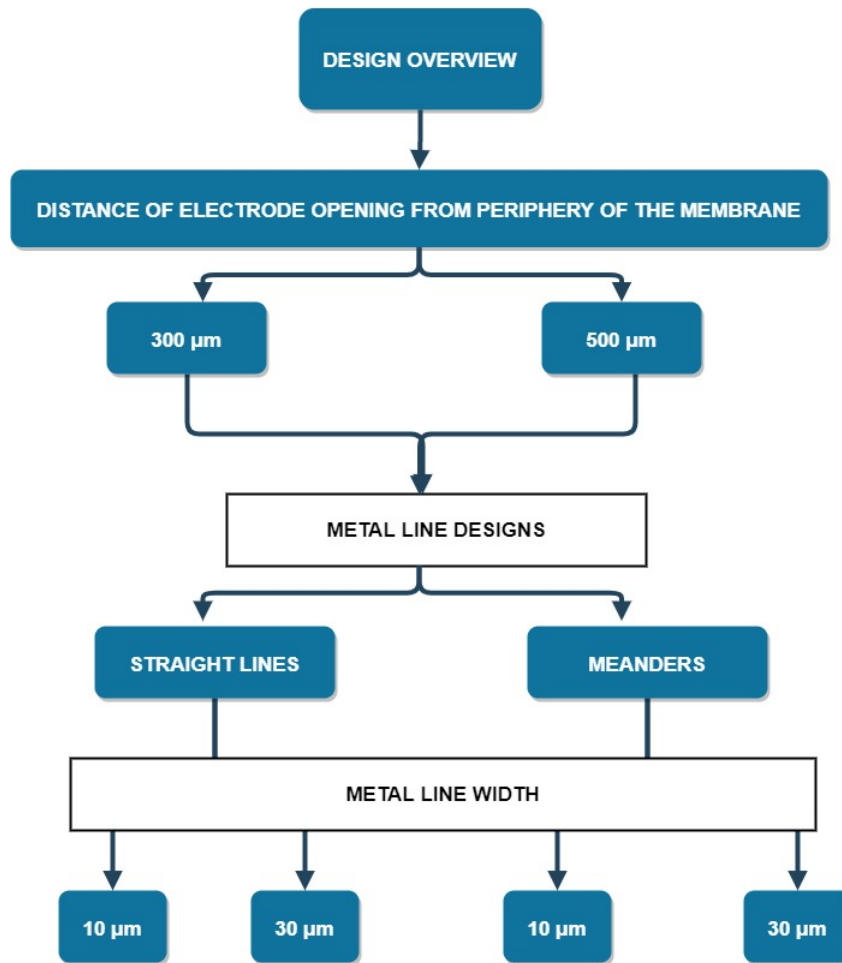 DESIGN OVERVIEW
DISTANCE OF ELECTRODE OPENING FROM PERIPHERY OF THE MEMBRANE
300 µm
500 µm
METAL LINE DESIGNS
STRAIGHT LINES
MEANDERS
METAL LINE WIDTH
10 µm
30 µm
10 µm
30 µm